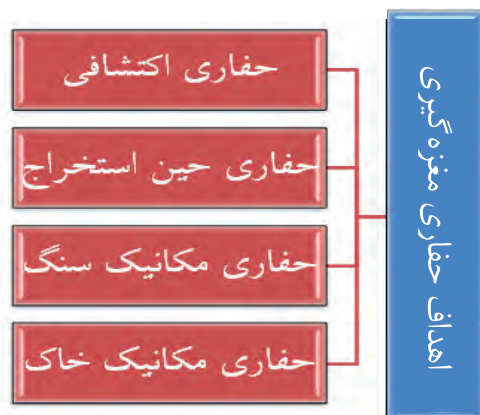 اهداف حفاری مغزه گیری
حفاری اکتشافی
حفاری حین استخراج
حفاری مکانیک سنگ
حفاری مکانیک خاک